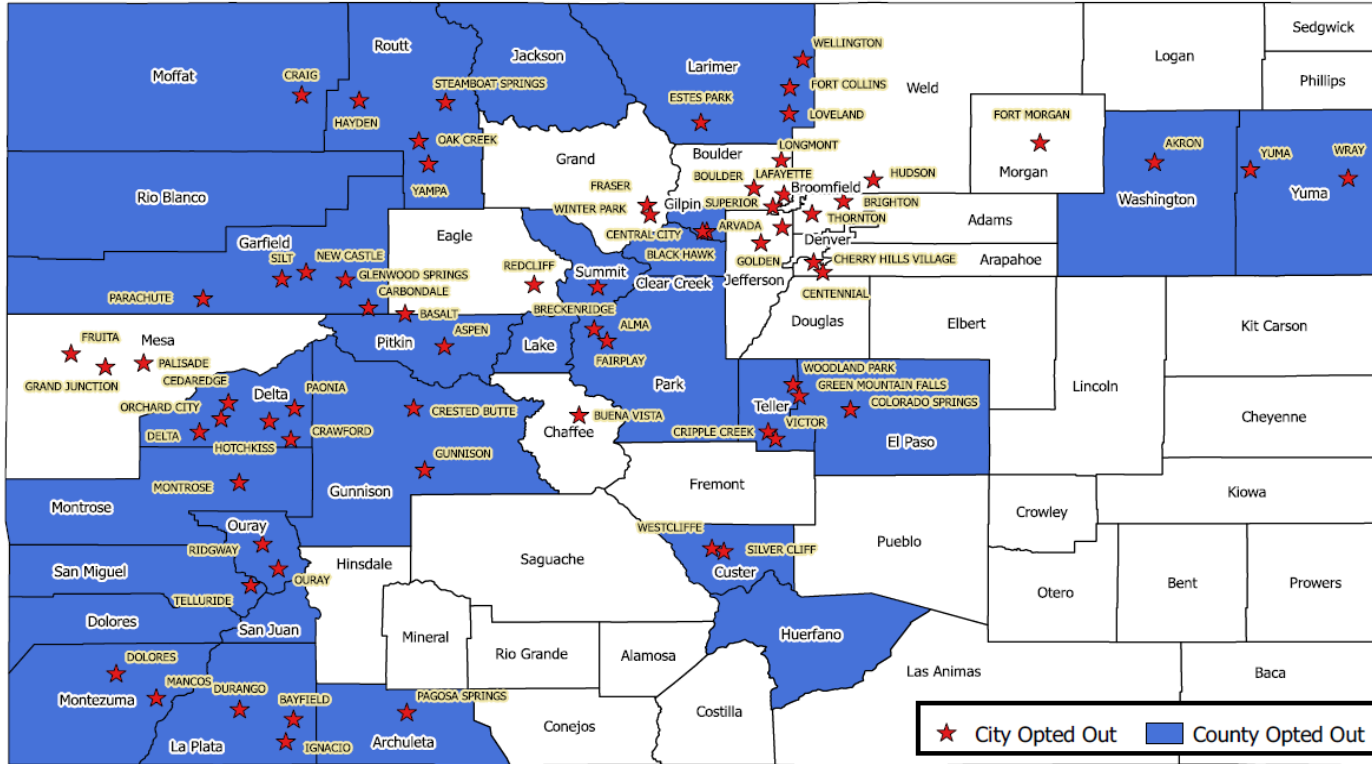 Sedgwick
Routt
WELLINGTON
Logan
Jackson
Larimer
Moffat
CRAIG
Phillips
STEAMBOAT SPRINGS
FORT COLLINS
Weld
ESTES PARK
LOVELAND
FORT MORGAN
HAYDEN
OAK CREEK
LONGMONT
AKRON
YUMA
WRAY
Grand
Boulder
BOULDER
LAFAYETTE
HUDSON
Morgan
Rio Blanco
YAMPA
FRASER
Broomfield
Washington
Yuma
Gilpin
SUPERIOR
BRIGHTON
WINTER PARK
THORNTON
Adams
CENTRAL CITY
ARVADA
Eagle
Denver
Garfield
BLACK HAWK
GOLDEN
Arapahoe
SILT
NEW CASTLE
REDCLIFF
CHERRY HILLS VILLAGE
GLENWOOD SPRINGS
Summit
Clear Creek
Jefferson
CARBONDALE
CENTENNIAL
PARACHUTE
BRECKENRIDGE
BASALT
ALMA
Douglas
Elbert
Kit Carson
FRUITA
Mesa
ASPEN
Pitkin
Lake
PALISADE
FAIRPLAY
CEDAREDGE
WOODLAND PARK
GRAND JUNCTION
PAONIA
Park
GREEN MOUNTAIN FALLS
Lincoln
Delta
ORCHARD CITY
CRESTED BUTTE
BUENA VISTA
Teller
COLORADO SPRINGS
Cheyenne
DELTA
CRAWFORD
Chaffee
CRIPPLE CREEK
VICTOR
El Paso
HOTCHKISS
GUNNISON
MONTROSE
Gunnison
Fremont
Kiowa
Montrose
Crowley
Ouray
WESTCLIFFE
Pueblo
RIDGWAY
SILVER CLIFF
Saguache
San Miguel
Hinsdale
OURAY
Custer
Bent
Prowers
TELLURIDE
Otero
Dolores
San Juan
Mineral
Huerfano
DOLORES
Rio Grande
Alamosa
Las Animas
Baca
MANCOS
DURANGO
BAYFIELD
PAGOSA SPRINGS
Montezuma
Costilla
Conejos
La Plata
IGNACIO
Archuleta
City Opted Out
County Opted Out